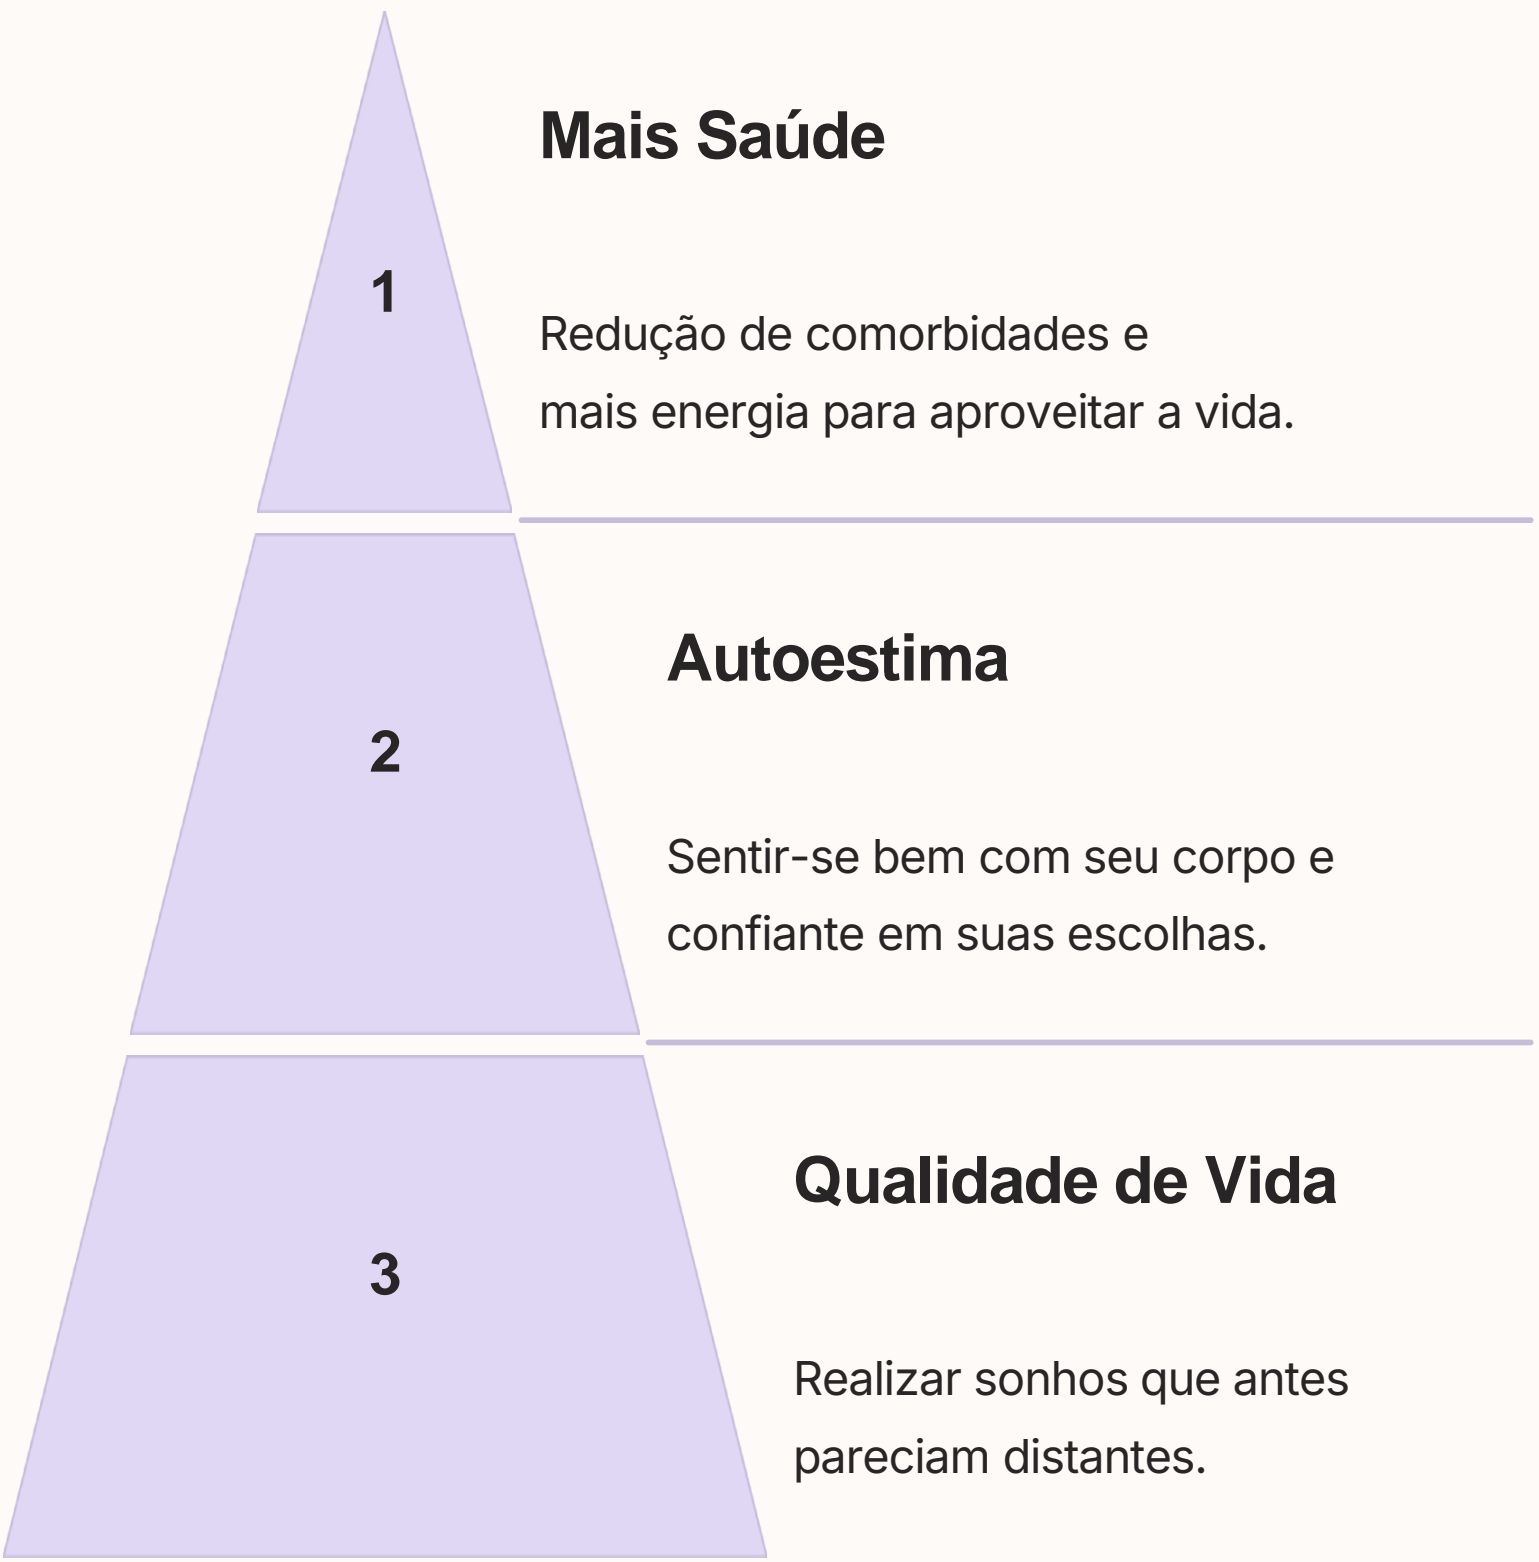 1
Mais Saúde
Redução de comorbidades e
mais energia para aproveitar a vida.
2
Autoestima
Sentir-se bem com seu corpo e
confiante em suas escolhas.
3
Qualidade de Vida
Realizar sonhos que antes
pareciam distantes.